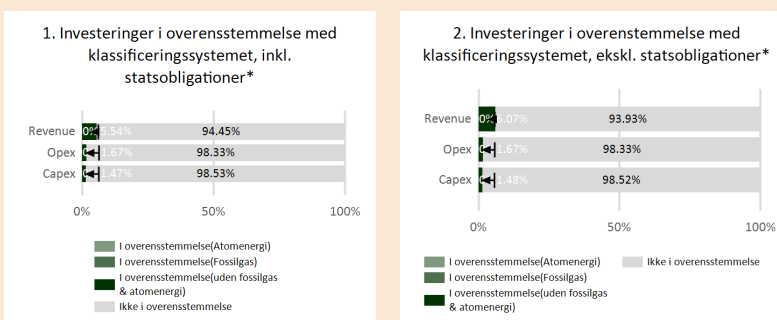 1. Investeringer i overensstemmelse med
klassificeringssystemet, inkl.
statsobligationer*
Revenue 0% 5.54% 94.45%
Opex 1.67% 98.33%
Capex 1.47% 98.53%
0% 50% 100%
I overensstemmelse(Atomenergi)
I overensstemmelse(Fossilgas)
I overensstemmelse(uden fossilgas
& atomenergi)
Ikke i overensstemmelse
2. Investeringer i overenstemmelse med
klassificeringssystemet, ekskl. statsobligationer*
Revenue 0% 6.07% 93.93%
Opex 1.67% 98.33%
Capex 1.48% 98.52%
0% 50% 100%
I overensstemmelse(Atomenergi) Ikke i overensstemmelse
I overensstemmelse(Fossilgas)
I overensstemmelse(uden fossilgas
& atomenergi)